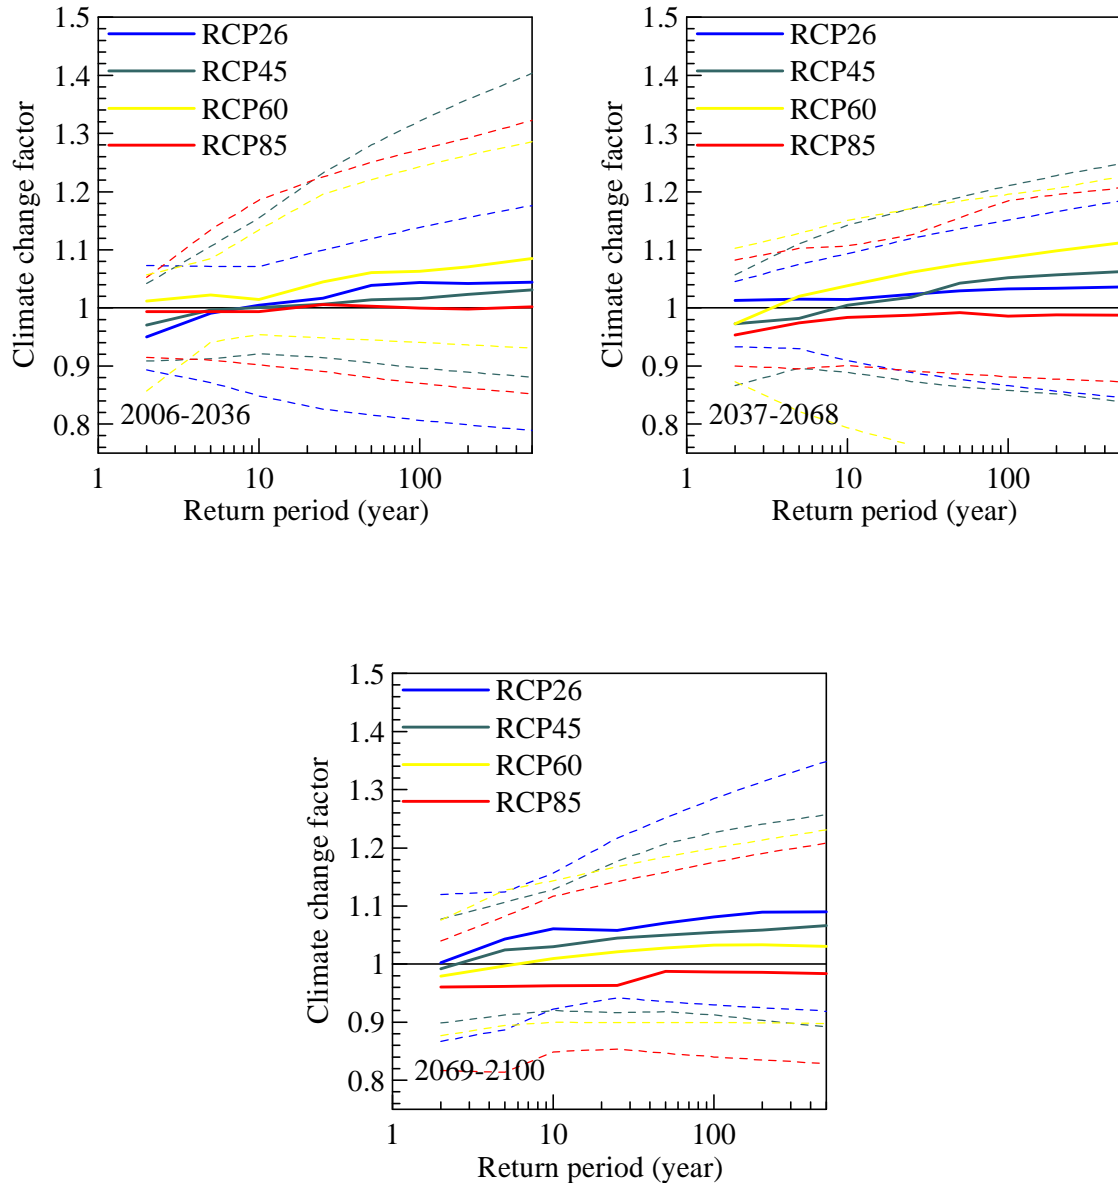 1.5
1.4
1.3
1.2
1.1
1
0.9
0.8
Climate change factor
RCP26
RCP45
RCP60
RCP85
2006-2036
1
10
100
Return period (year)
1.5
1.4
1.3
1.2
1.1
1
0.9
0.8
Climate change factor
RCP26
RCP45
RCP60
RCP85
2037-2068
1
10
100
Return period (year)
1.5
1.4
1.3
1.2
1.1
1
0.9
0.8
Climate change factor
RCP26
RCP45
RCP60
RCP85
2069-2100
1
10
100
Return period (year)